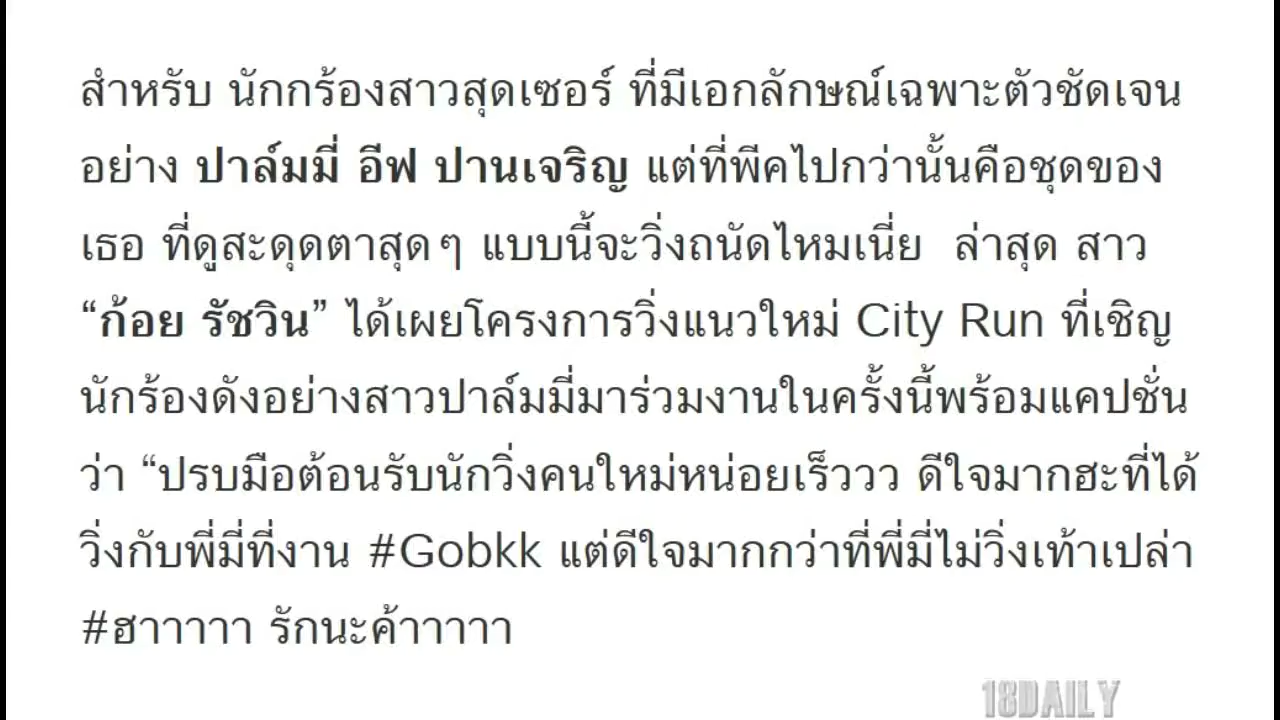 สำหรับ นักกร้องสาวสุดเซอร์ ที่มีเอกลักษณ์เฉพาะตัวชัดเจน
อย่าง ปาล์มมี่ อีฟ ปานเจริญ แต่ที่พีคไปกว่านั้นคือชุดของ
เธอ ที่ดูสะดุดตาสุดๆ แบบนี้จะวิ่งถนัดไหมเนี่ย ล่าสุด สาว
“ก้อย รัชวิน” ได้เผยโครงการวิ่งแนวใหม่ City Run ที่เชิญ
นักร้องดังอย่างสาวปาล์มมี่มาร่วมงานในครั้งนี้พร้อมแคปชั่น
ว่า “ปรบมือต้อนรับนักวิ่งคนใหม่หน่อยเร็ววว ดีใจมากฮะที่ได้
วิ่งกับพี่มี่ที่งาน #Gobkk แต่ดีใจมากกว่าที่พี่มี่ไม่วิ่งเท้าเปล่า
#ฮาาาาา รักนะค้าาาาา
18DAILY